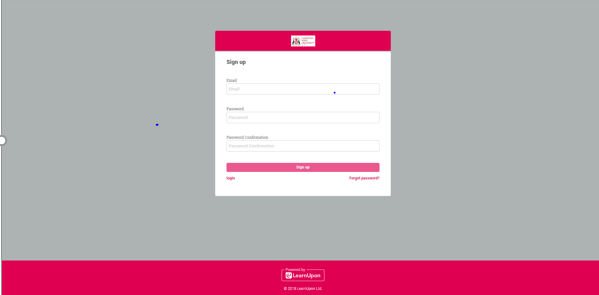 Sign up
Email
Email
Password
Password
Password Confirmation
Password Confirmation
Sign up
login
Forgot password?
Powered by
LearnUpon
© 2018 LearnUpon Ltd.